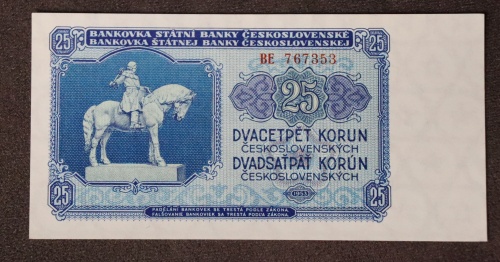 25 BANKOVKA STÁTNÍ BANKY ČESKOSLOVENSKÉ 25
BANKOVKA ŠTÁTNEJ BANKY ČESKOSLOVENSKEJ
BE 767353
25
DVACETPĚT KORUN
ČESKOSLOVENSKÝCH
DVADSAŤPÄŤ KORÚN
ČESKOSLOVENSKÝCH
1953
25 25
PADĚLÁNÍ BANKOVEK SE TRESTÁ PODLE ZÁKONA.
FALŠOVANIE BANKOVIEK SA TRESTÁ PODĽA ZÁKONA.